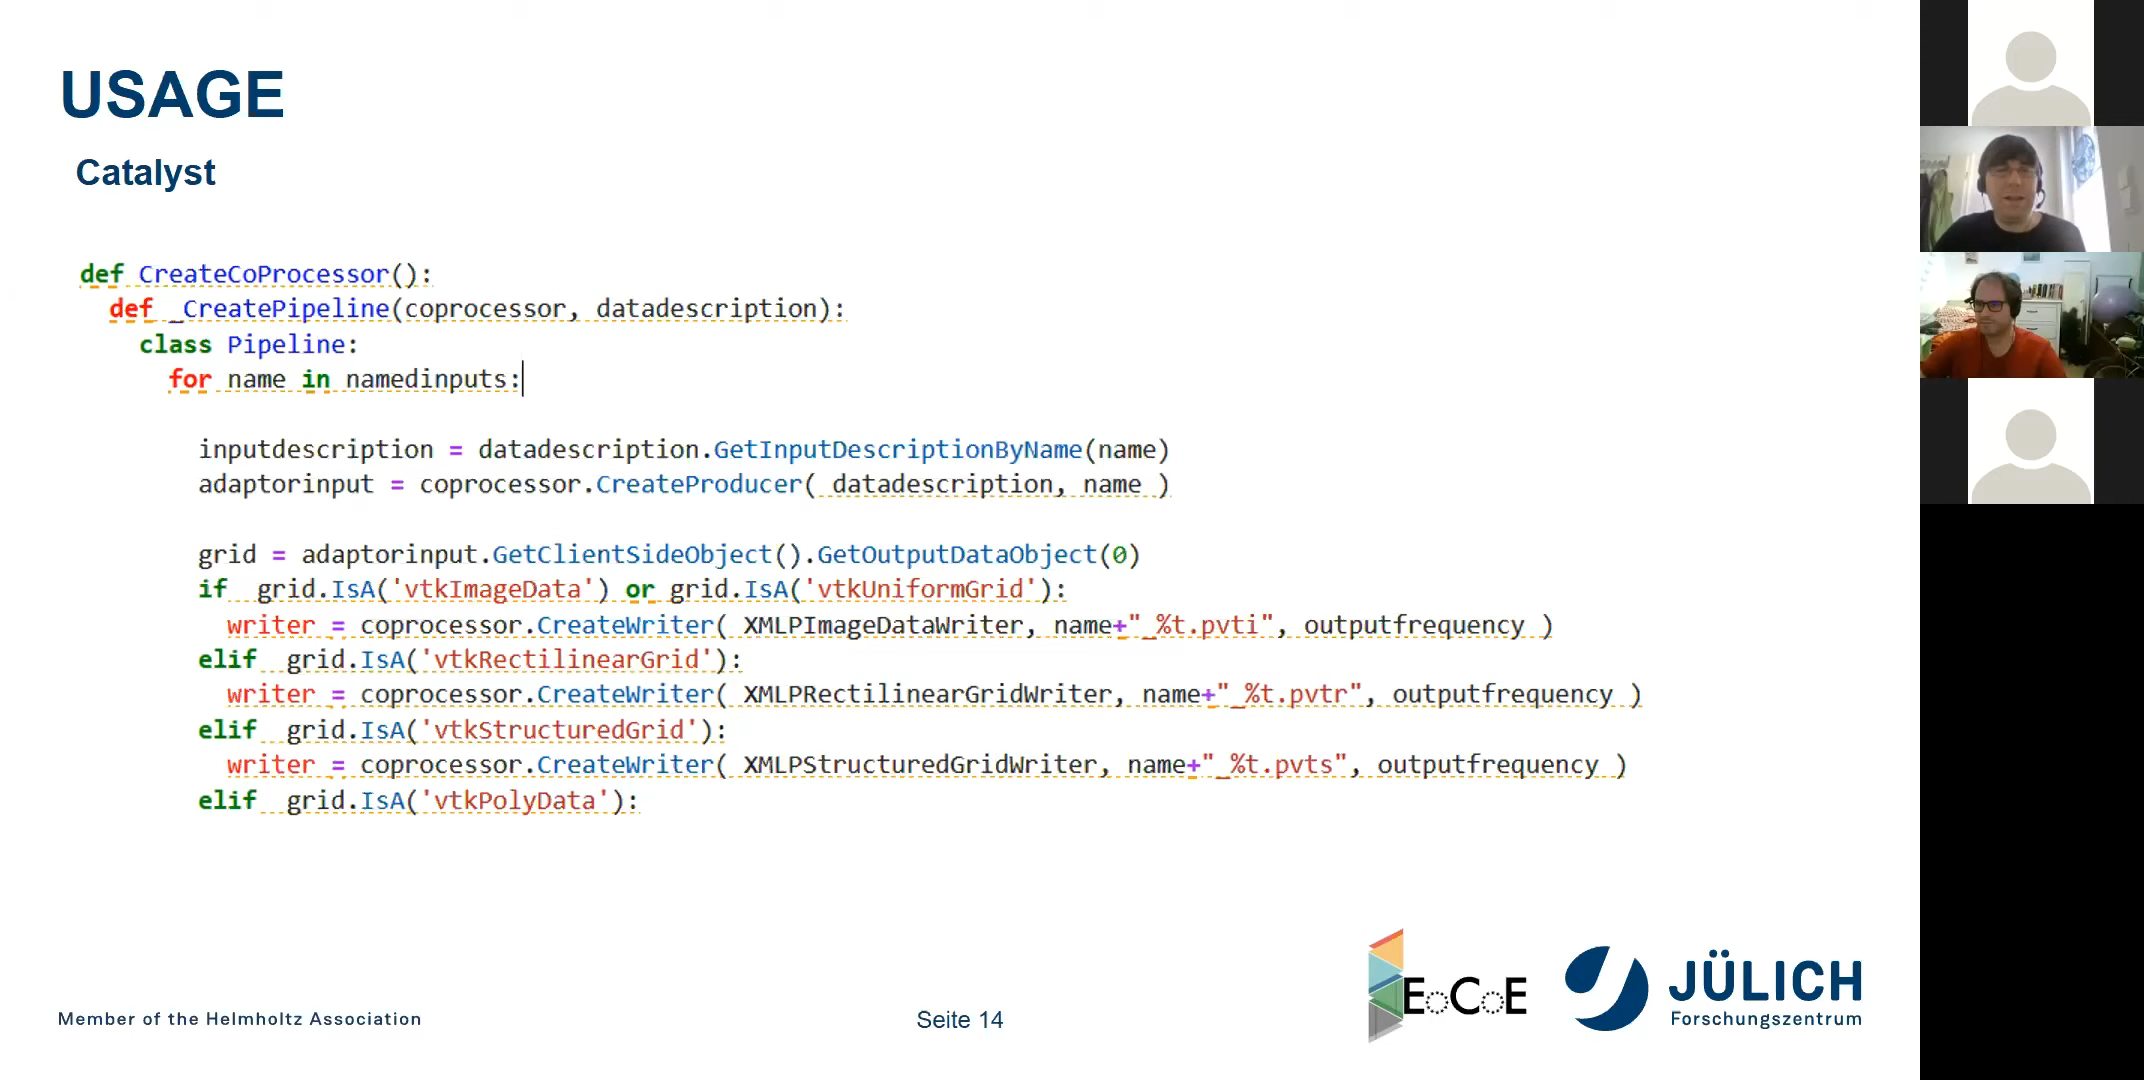 USAGE
Catalyst
def CreateCoProcessor():
def _CreatePipeline(coprocessor, datadescription):
class Pipeline:
for name in namedinputs:
inputdescription = datadescription.GetInputDescriptionByName(name)
adaptorinput = coprocessor.CreateProducer( datadescription, name )
grid = adaptorinput.GetClientSideObject().GetOutputDataObject(0)
if grid.IsA('vtkImageData') or grid.IsA('vtkUniformGrid'):
writer = coprocessor.CreateWriter( XMLPImageDataWriter, name+"_%t.pvti", outputfrequency )
elif grid.IsA('vtkRectilinearGrid'):
writer = coprocessor.CreateWriter( XMLPRectilinearGridWriter, name+"_%t.pvtr", outputfrequency )
elif grid.IsA('vtkStructuredGrid'):
writer = coprocessor.CreateWriter( XMLPStructuredGridWriter, name+"_%t.pvts", outputfrequency )
elif grid.IsA('vtkPolyData'):
Member of the Helmholtz Association
Seite 14
EoCoE
JÜLICH
Forschungszentrum